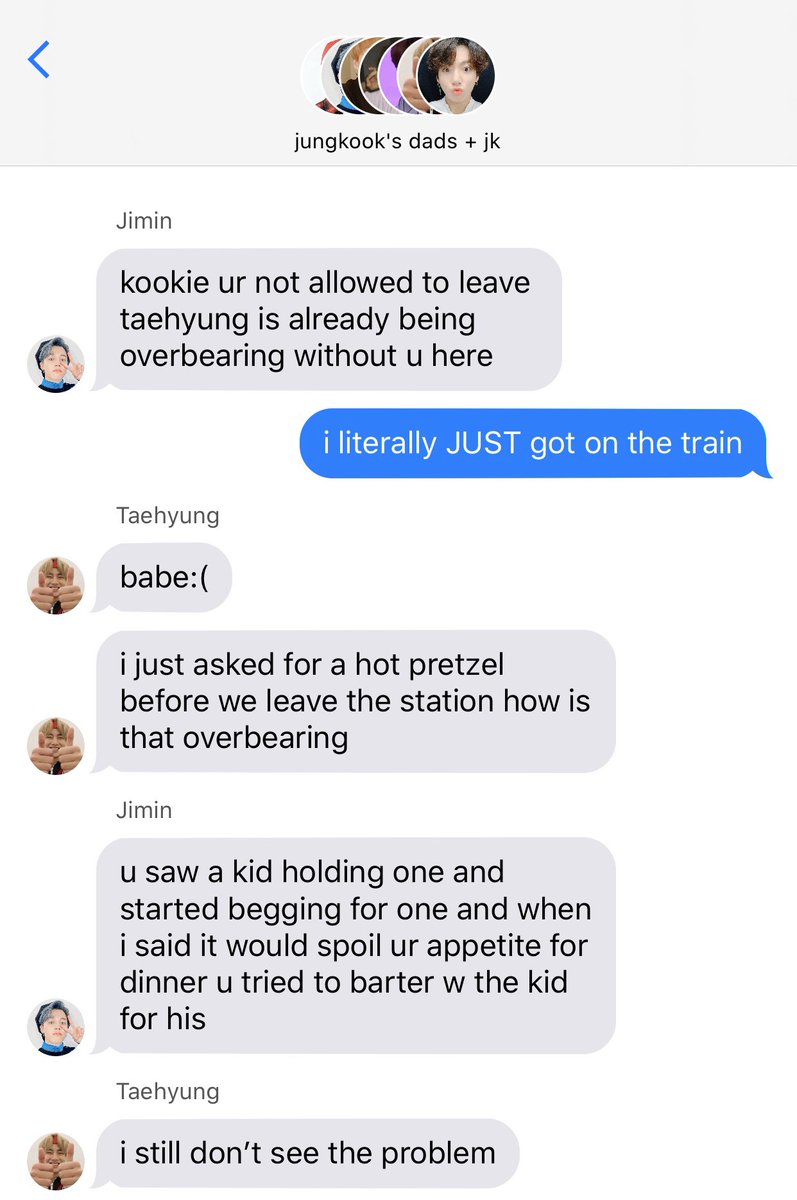 jungkook's dads + jk
Jimin
kookie ur not allowed to leave
taehyung is already being
overbearing without u here
i literally JUST got on the train
Taehyung
babe:(
i just asked for a hot pretzel
before we leave the station how is
that overbearing
Jimin
u saw a kid holding one and
started begging for one and when
i said it would spoil ur appetite for
dinner u tried to barter w the kid
for his
Taehyung
i still don’t see the problem